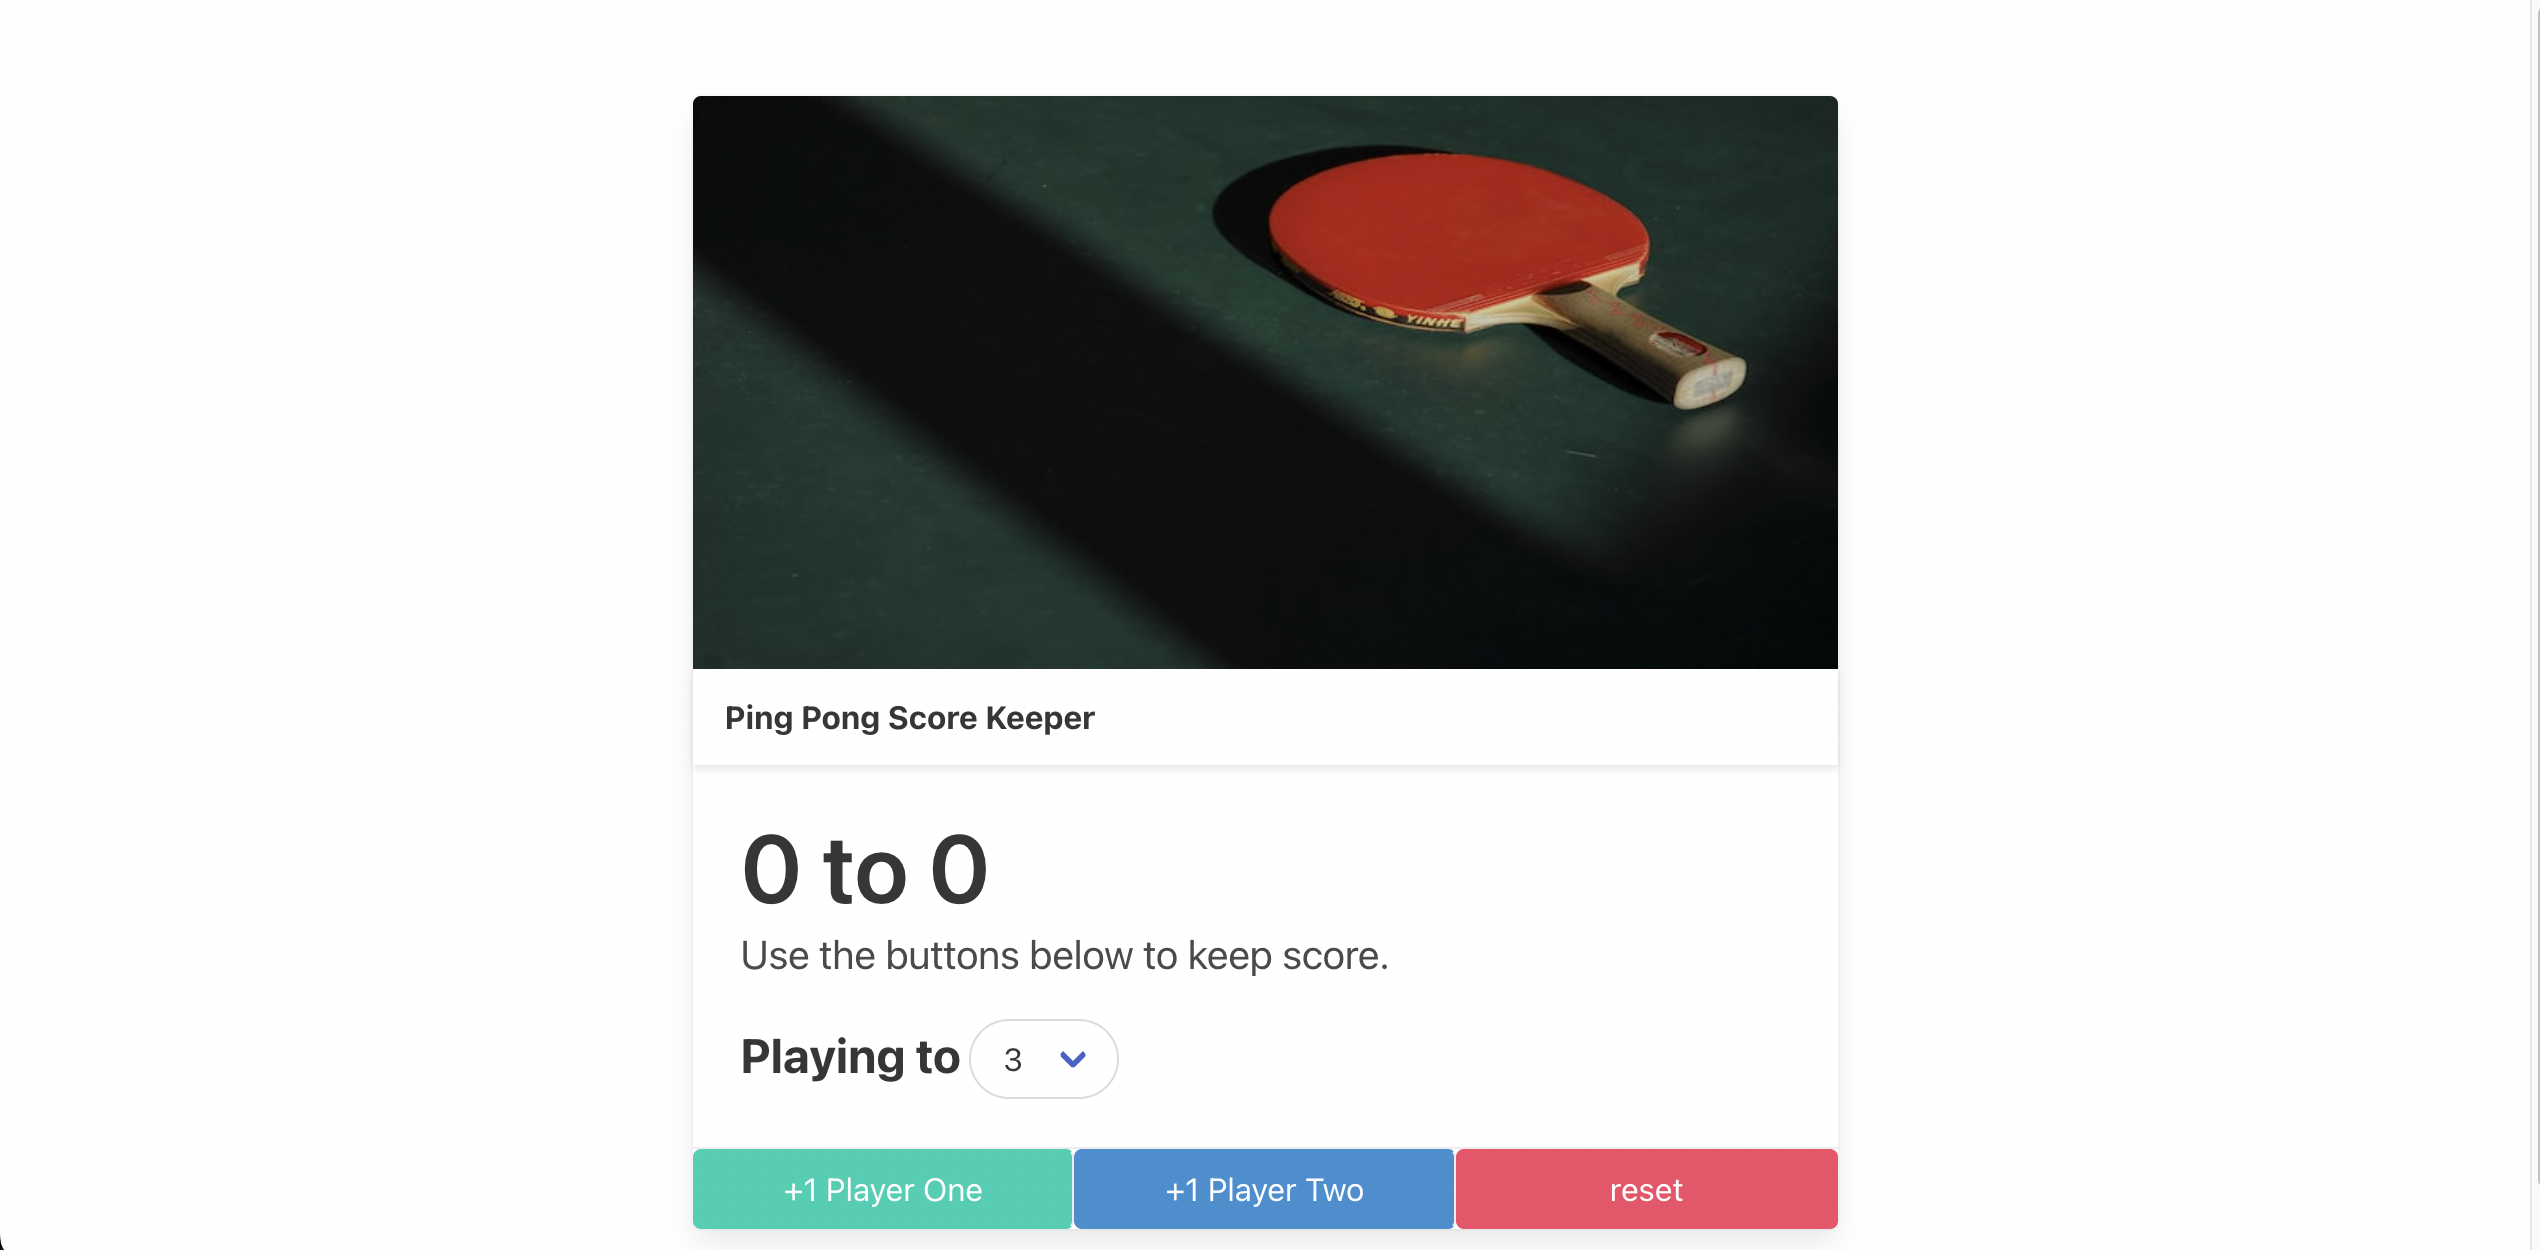 YINHE
Ping Pong Score Keeper
0 to 0
Use the buttons below to keep score.
Playing to 3
+1 Player One
+1 Player Two
reset